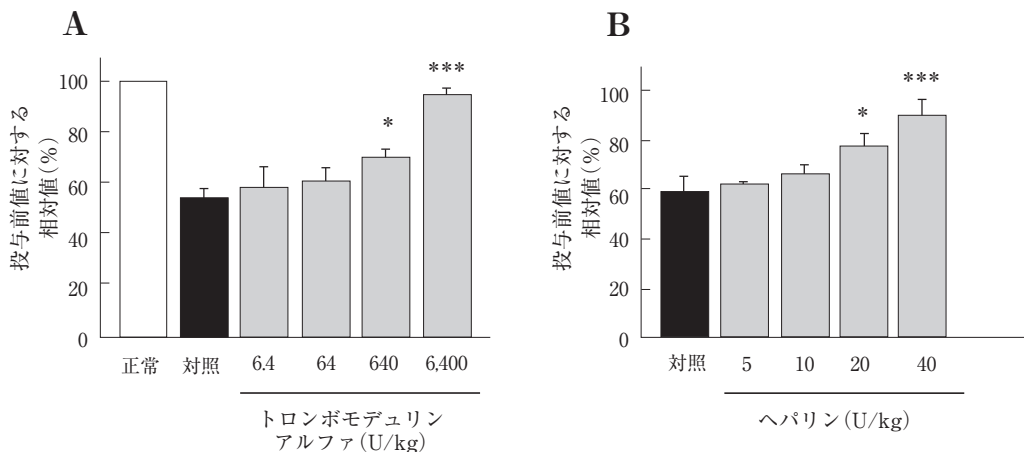 A
投与前値に対する
相対値(%)
100
80
60
40
20
0
*
***
正常
対照
6.4
64
640
6,400
トロンボモデュリン
アルファ(U/kg)
B
投与前値に対する
相対値(%)
100
80
60
40
20
0
*
***
対照
5
10
20
40
ヘパリン(U/kg)